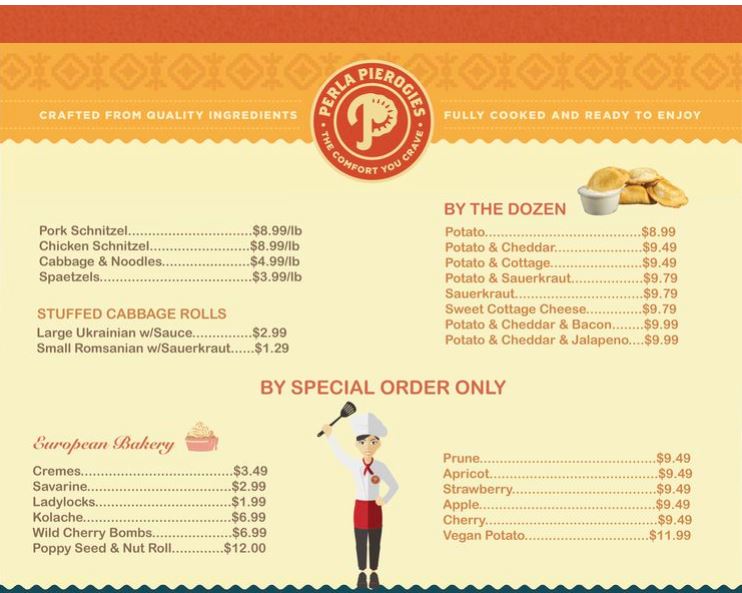 CRAFTED FROM QUALITY INGREDIENTS
PERLA PIEROGIES
P
THE COMFORT YOU CRAVE
FULLY COOKED AND READY TO ENJOY
Pork Schnitzel..............................$8.99/lb
Chicken Schnitzel........................$8.99/lb
Cabbage & Noodles.....................$4.99/lb
Spaetzels.....................................$3.99/lb
STUFFED CABBAGE ROLLS
Large Ukrainian w/Sauce..............$2.99
Small Romsanian w/Sauerkraut......$1.29
BY THE DOZEN
Potato......................................$8.99
Potato & Cheddar.....................$9.49
Potato & Cottage......................$9.49
Potato & Sauerkraut.................$9.79
Sauerkraut...............................$9.79
Sweet Cottage Cheese.............$9.79
Potato & Cheddar & Bacon.......$9.99
Potato & Cheddar & Jalapeno....$9.99
BY SPECIAL ORDER ONLY
European Bakery
Cremes.....................................$3.49
Savarine...................................$2.99
Ladylocks.................................$1.99
Kolache....................................$6.99
Wild Cherry Bombs...................$6.99
Poppy Seed & Nut Roll............$12.00
Prune..........................................$9.49
Apricot........................................$9.49
Strawberry..................................$9.49
Apple..........................................$9.49
Cherry.........................................$9.49
Vegan Potato.............................$11.99